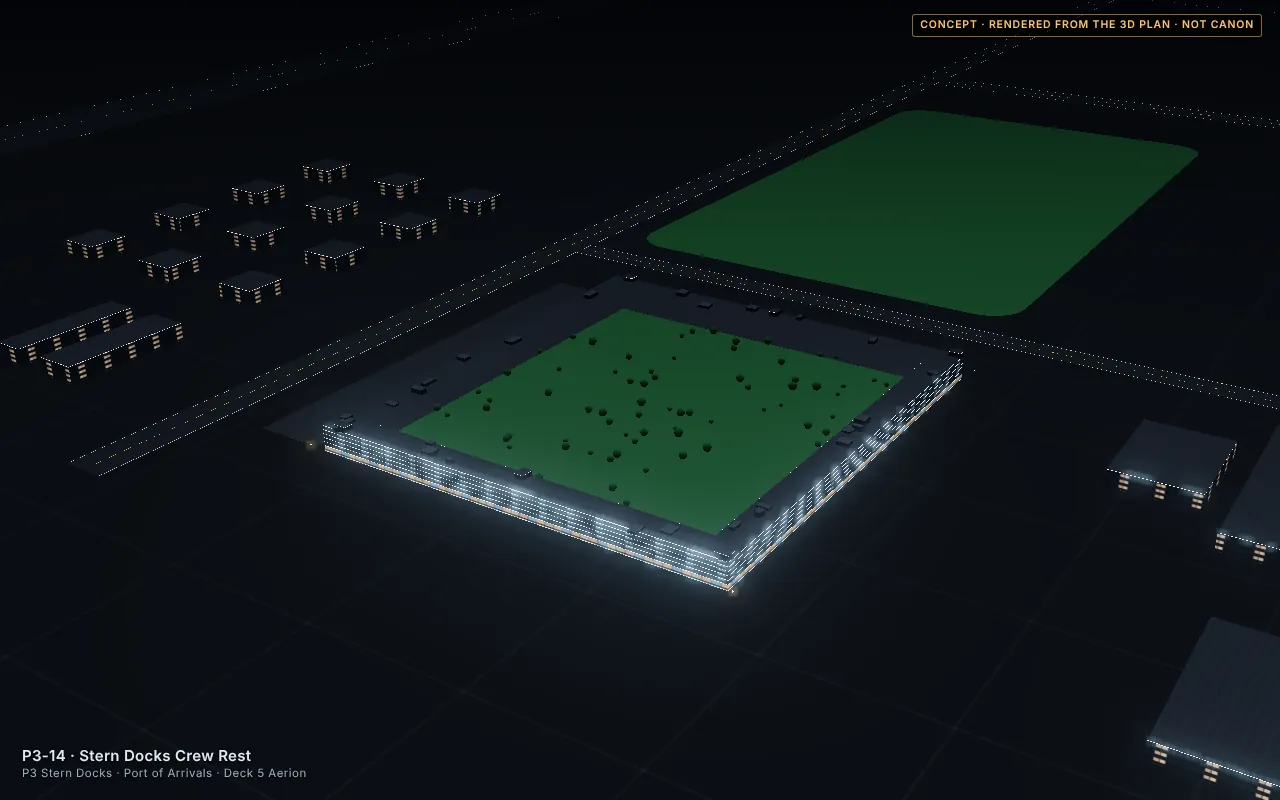 CONCEPT · RENDERED FROM THE 3D PLAN · NOT CANON
P3-14 · Stern Docks Crew Rest
P3 Stern Docks · Port of Arrivals · Deck 5 Aerion